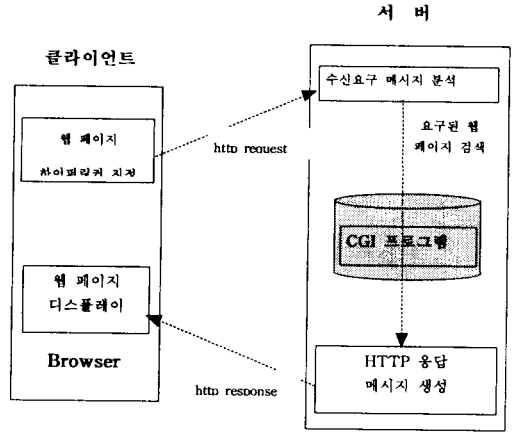 서 버
클라이언트
수신요구 메시지 분석
웹 페이지
하이퍼링커 지정
http request
요구된 웹
페이지 검색
CGI 프로그램
웹 페이지
디스플레이
Browser
HTTP 응답
메시지 생성
http response